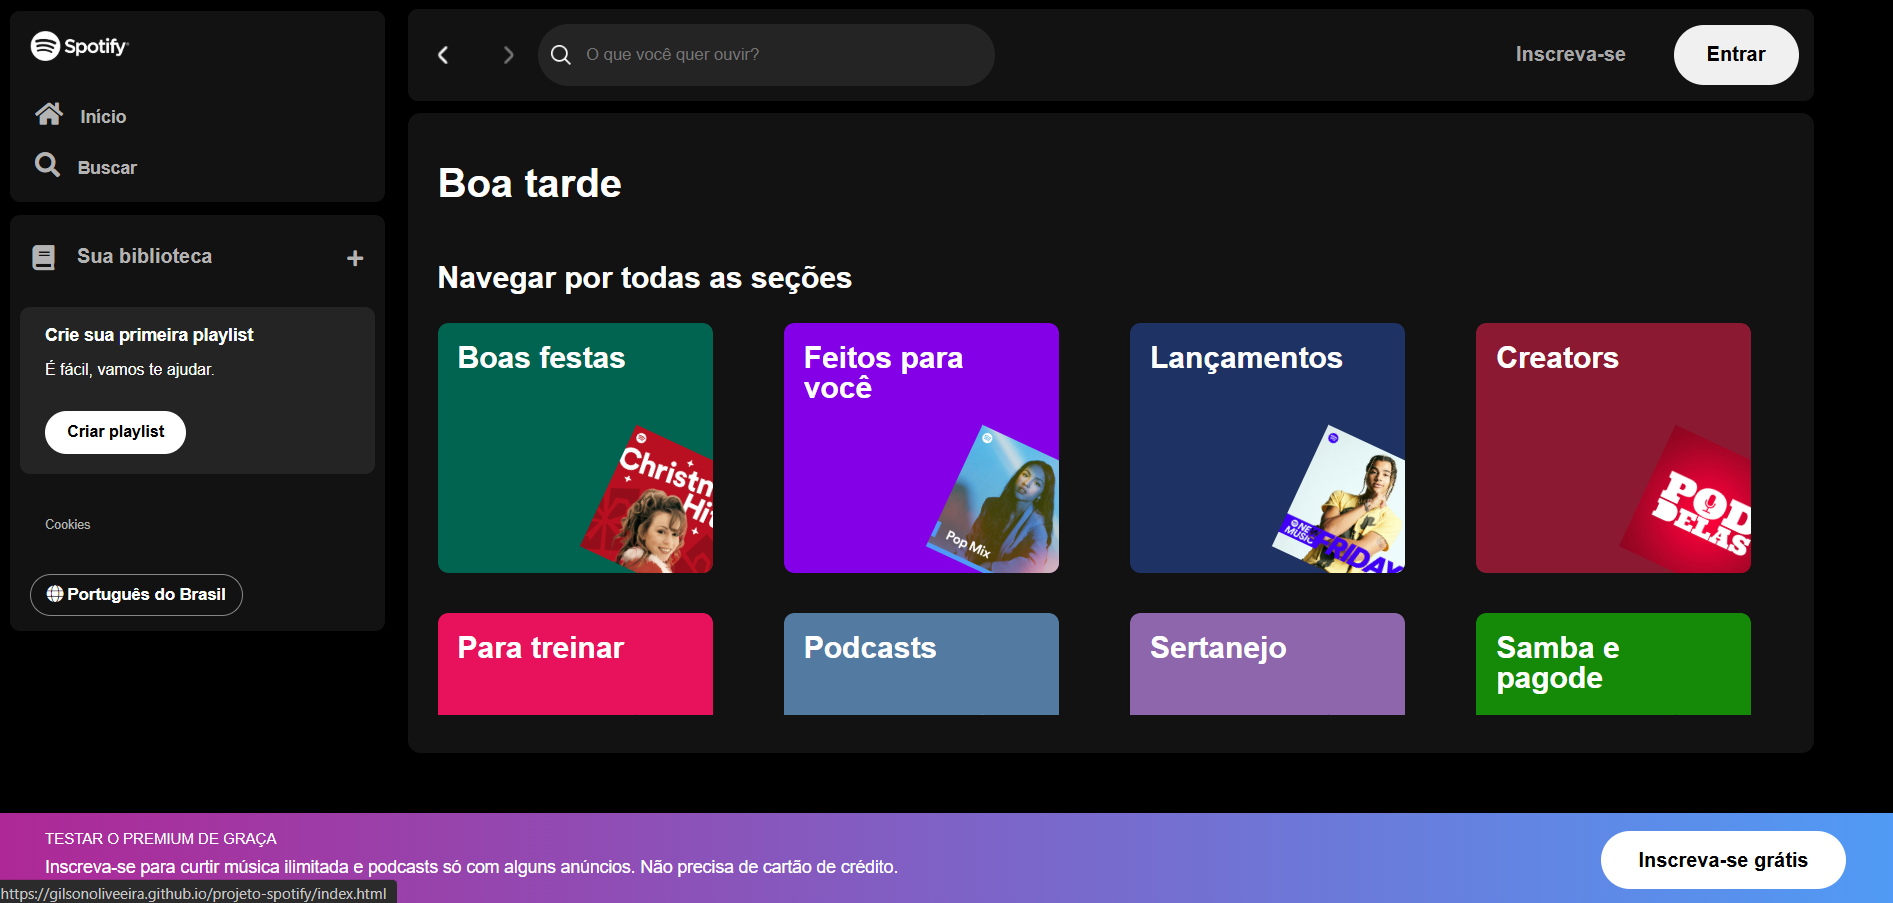 Spotify
Início
Buscar
Sua biblioteca
Crie sua primeira playlist
É fácil, vamos te ajudar.
Criar playlist
Cookies
Português do Brasil
O que você quer ouvir?
Inscreva-se
Entrar
Boa tarde
Navegar por todas as seções
Boas festas
Christm
Hit
Feitos para
você
Pop Mix
Lançamentos
NE
MUSIC
FRIDAY
Creators
POD
DELAS
Para treinar
Podcasts
Sertanejo
Samba e
pagode
TESTAR O PREMIUM DE GRAÇA
Inscreva-se para curtir música ilimitada e podcasts só com alguns anúncios. Não precisa de cartão de crédito.
Inscreva-se grátis
https://gilsonoliveeira.github.io/projeto-spotify/index.html